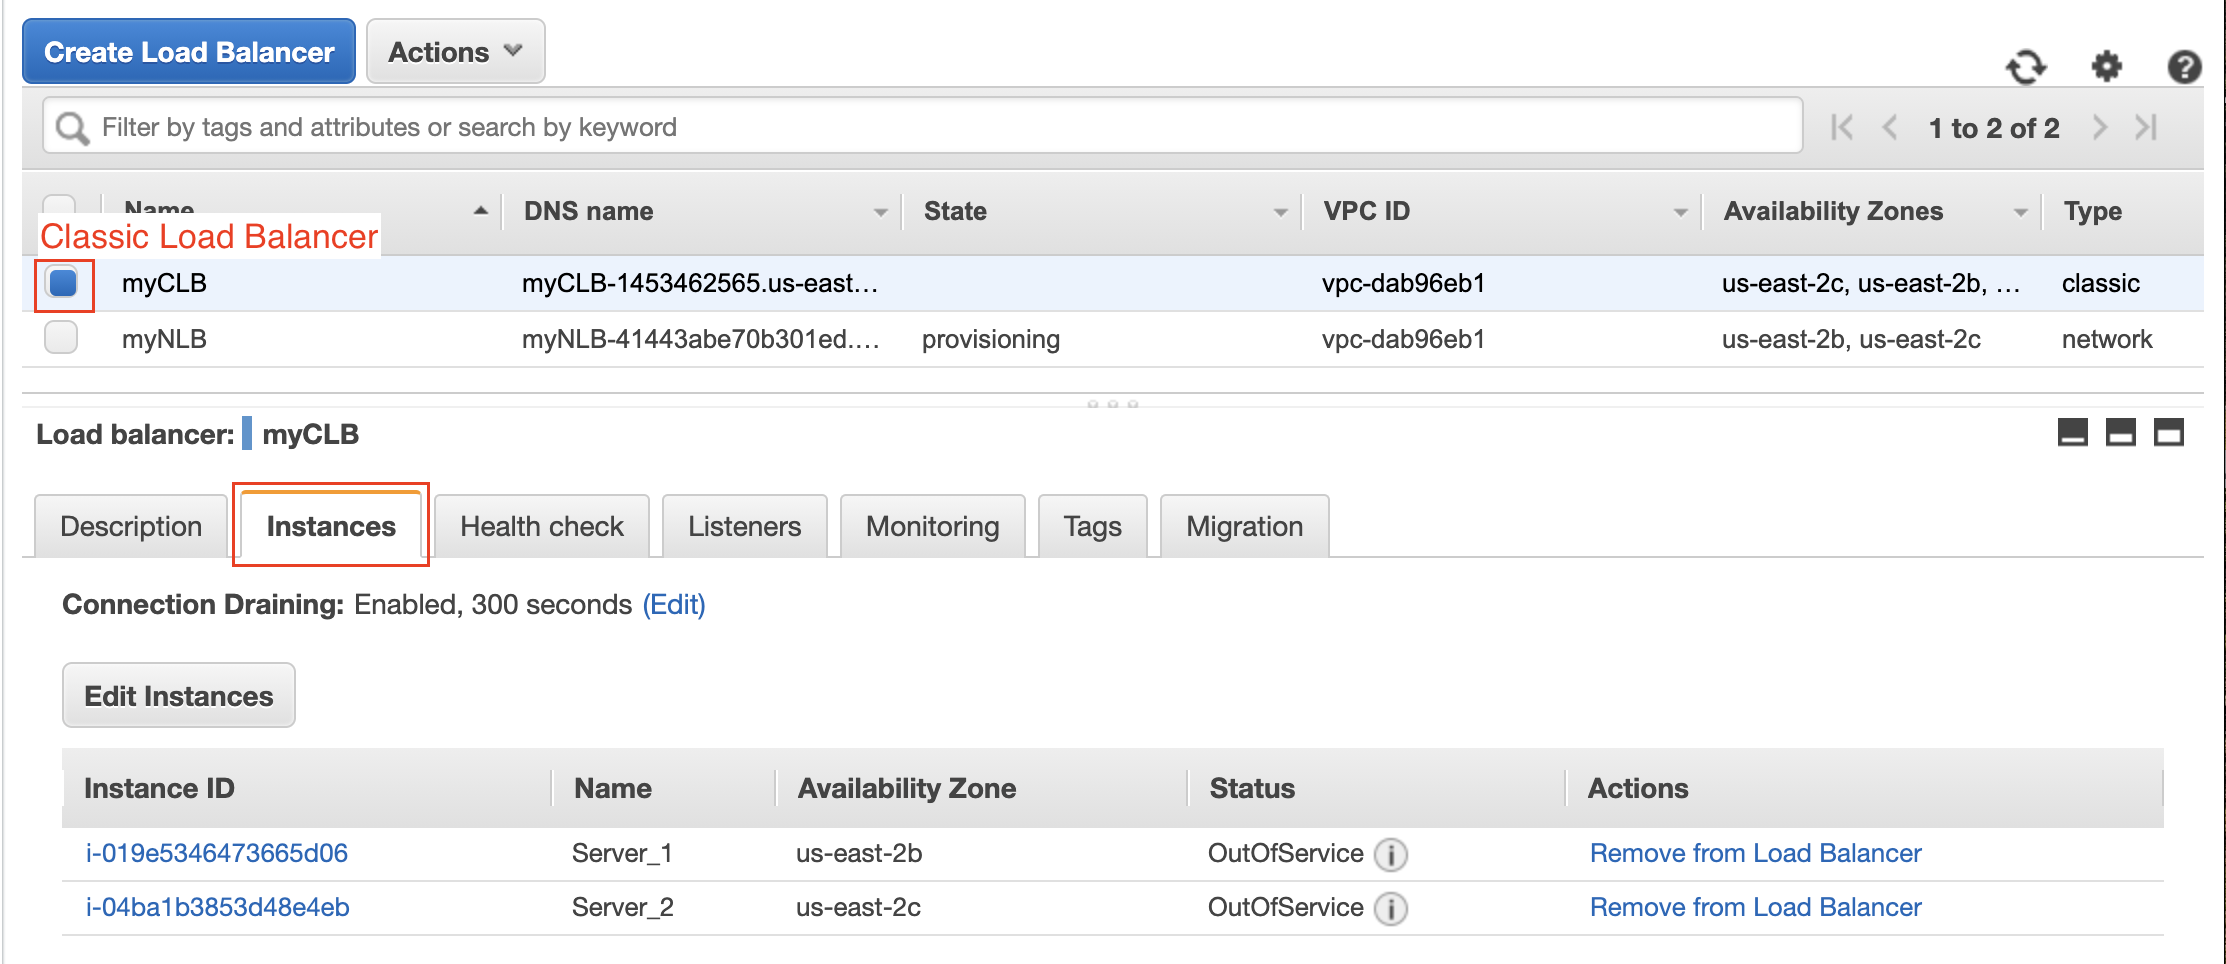 Create Load Balancer Actions
Filter by tags and attributes or search by keyword 1 to 2 of 2
Name DNS name State VPC ID Availability Zones Type
Classic Load Balancer
myCLB myCLB-1453462565.us-east... vpc-dab96eb1 us-east-2c, us-east-2b, ... classic
myNLB myNLB-41443abe70b301ed.... provisioning vpc-dab96eb1 us-east-2b, us-east-2c network
Load balancer: myCLB
Description Instances Health check Listeners Monitoring Tags Migration
Connection Draining: Enabled, 300 seconds (Edit)
Edit Instances
Instance ID Name Availability Zone Status Actions
i-019e5346473665d06 Server_1 us-east-2b OutOfService Remove from Load Balancer
i-04ba1b3853d48e4eb Server_2 us-east-2c OutOfService Remove from Load Balancer